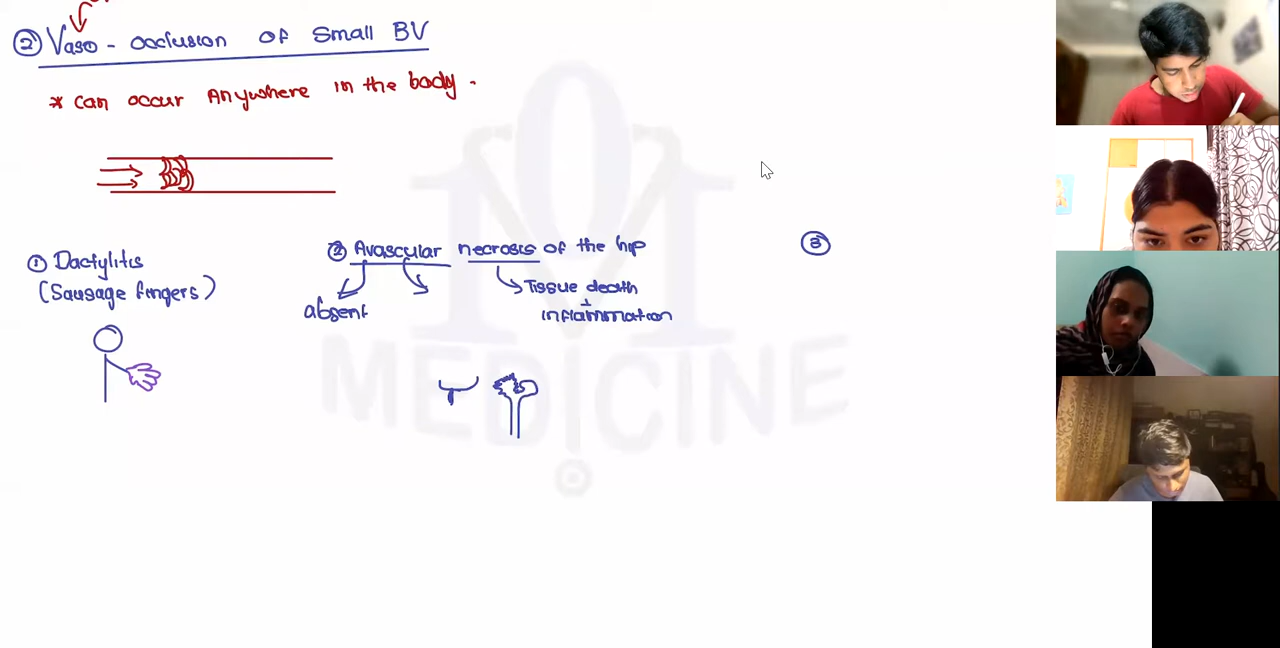 ② Vaso - occlusion of Small BV
* can occur Anywhere in the body.
① Dactylitis
(Sausage fingers)
② Avascular necrosis of the hip
absent
Tissue death
+
inflammation
③
MEDICINE